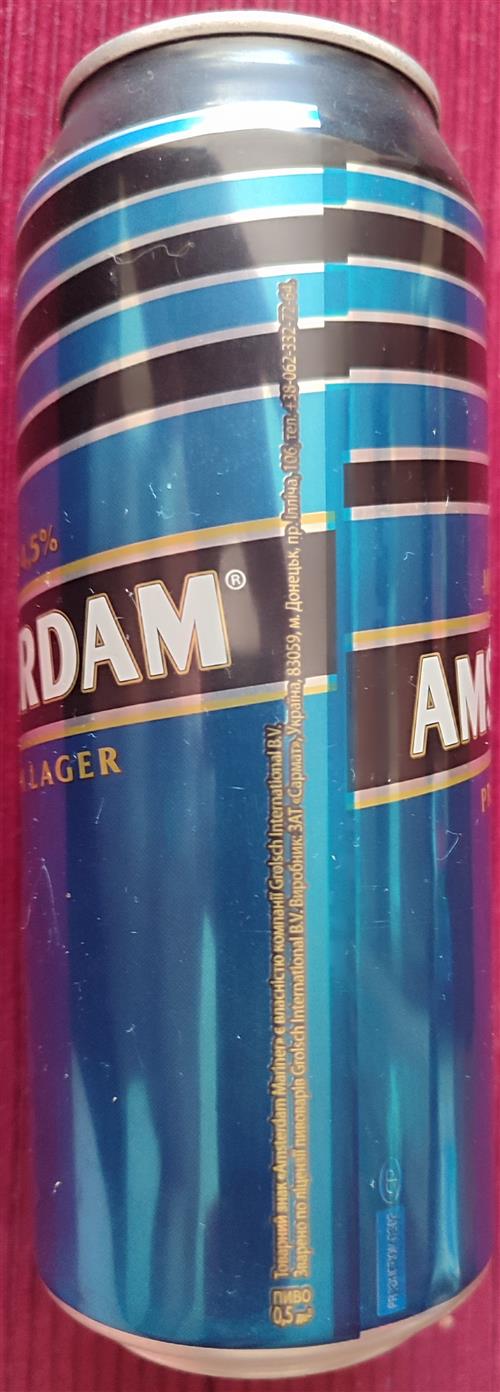 4,5%
RDAM®
LAGER
AMS
Товарний знак «Amsterdam Mariner» є власністю компанії Grolsch International B.V.
Зварено по ліцензії пивоварів Grolsch International B.V. Виробник: ЗАТ «Сармат», Україна, 83059, м. Донецьк, пр. Ілліча, 106, тел. +38-062-332-72-64.
ПИВО
0,5 л